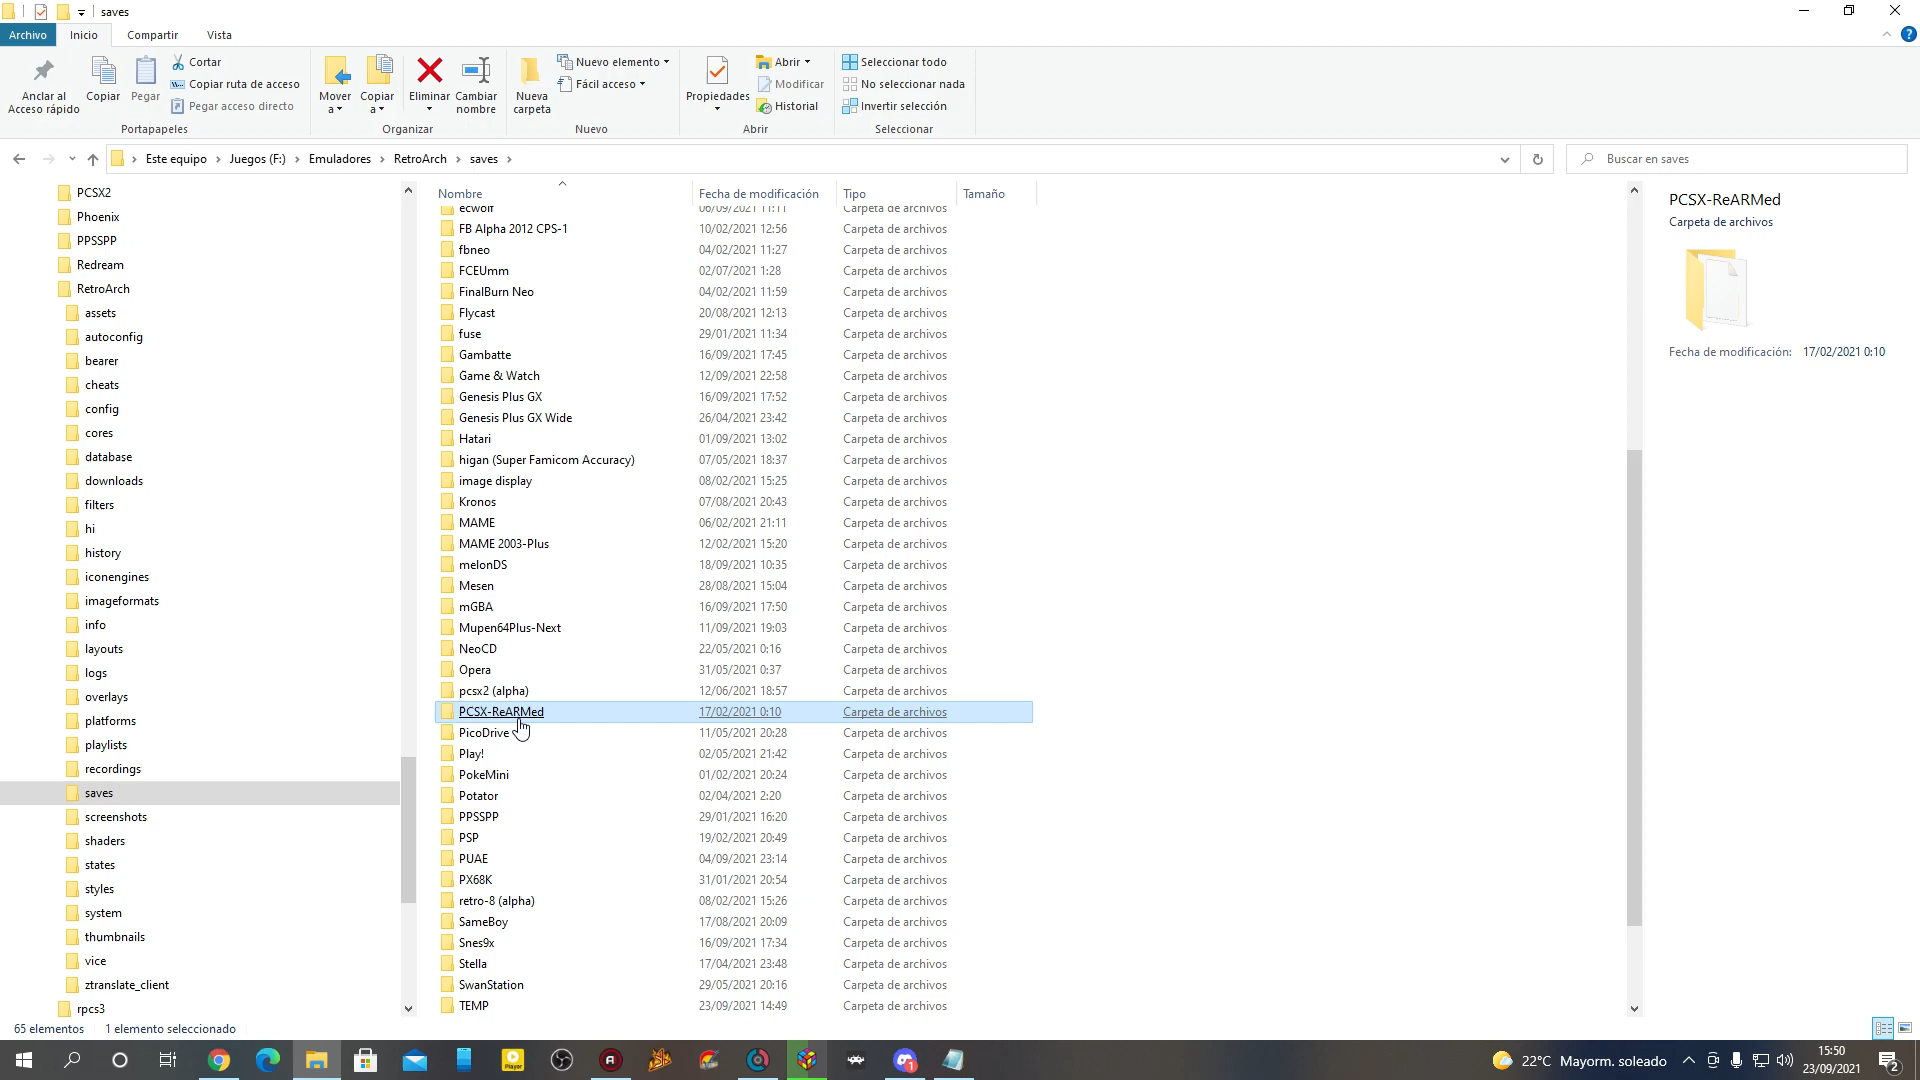 saves
Archivo Inicio Compartir Vista
Anclar al Acceso rápido
Copiar
Pegar
Cortar
Copiar ruta de acceso
Pegar acceso directo
Portapapeles
Mover a
Copiar a
Eliminar
Cambiar nombre
Organizar
Nueva carpeta
Nuevo elemento
Fácil acceso
Nuevo
Propiedades
Abrir
Modificar
Historial
Abrir
Seleccionar todo
No seleccionar nada
Invertir selección
Seleccionar
Este equipo > Juegos (F:) > Emuladores > RetroArch > saves >
Buscar en saves
PCSX2
Phoenix
PPSSPP
Redream
RetroArch
assets
autoconfig
bearer
cheats
config
cores
database
downloads
filters
hi
history
iconengines
imageformats
info
layouts
logs
overlays
platforms
playlists
recordings
saves
screenshots
shaders
states
styles
system
thumbnails
vice
ztranslate_client
rpcs3
Nombre Fecha de modificación Tipo Tamaño
ecwolf 06/09/2021 11:11 Carpeta de archivos
FB Alpha 2012 CPS-1 10/02/2021 12:56 Carpeta de archivos
fbneo 04/02/2021 11:27 Carpeta de archivos
FCEUmm 02/07/2021 1:28 Carpeta de archivos
FinalBurn Neo 04/02/2021 11:59 Carpeta de archivos
Flycast 20/08/2021 12:13 Carpeta de archivos
fuse 29/01/2021 11:34 Carpeta de archivos
Gambatte 16/09/2021 17:45 Carpeta de archivos
Game & Watch 12/09/2021 22:58 Carpeta de archivos
Genesis Plus GX 16/09/2021 17:52 Carpeta de archivos
Genesis Plus GX Wide 26/04/2021 23:42 Carpeta de archivos
Hatari 01/09/2021 13:02 Carpeta de archivos
higan (Super Famicom Accuracy) 07/05/2021 18:37 Carpeta de archivos
image display 08/02/2021 15:25 Carpeta de archivos
Kronos 07/08/2021 20:43 Carpeta de archivos
MAME 06/02/2021 21:11 Carpeta de archivos
MAME 2003-Plus 12/02/2021 15:20 Carpeta de archivos
melonDS 18/09/2021 10:35 Carpeta de archivos
Mesen 28/08/2021 15:04 Carpeta de archivos
mGBA 16/09/2021 17:50 Carpeta de archivos
Mupen64Plus-Next 11/09/2021 19:03 Carpeta de archivos
NeoCD 22/05/2021 0:16 Carpeta de archivos
Opera 31/05/2021 0:37 Carpeta de archivos
pcsx2 (alpha) 12/06/2021 18:57 Carpeta de archivos
PCSX-ReARMed 17/02/2021 0:10 Carpeta de archivos
PicoDrive 11/05/2021 20:28 Carpeta de archivos
Play! 02/05/2021 21:42 Carpeta de archivos
PokeMini 01/02/2021 20:24 Carpeta de archivos
Potator 02/04/2021 2:20 Carpeta de archivos
PPSSPP 29/01/2021 16:20 Carpeta de archivos
PSP 19/02/2021 20:49 Carpeta de archivos
PUAE 04/09/2021 23:14 Carpeta de archivos
PX68K 31/01/2021 20:54 Carpeta de archivos
retro-8 (alpha) 08/02/2021 15:26 Carpeta de archivos
SameBoy 17/08/2021 20:09 Carpeta de archivos
Snes9x 16/09/2021 17:34 Carpeta de archivos
Stella 17/04/2021 23:48 Carpeta de archivos
SwanStation 29/05/2021 20:16 Carpeta de archivos
TEMP 23/09/2021 14:49 Carpeta de archivos
PCSX-ReARMed
Carpeta de archivos
Fecha de modificación: 17/02/2021 0:10
65 elementos 1 elemento seleccionado
Player
22°C Mayorm. soleado
15:50
23/09/2021
2